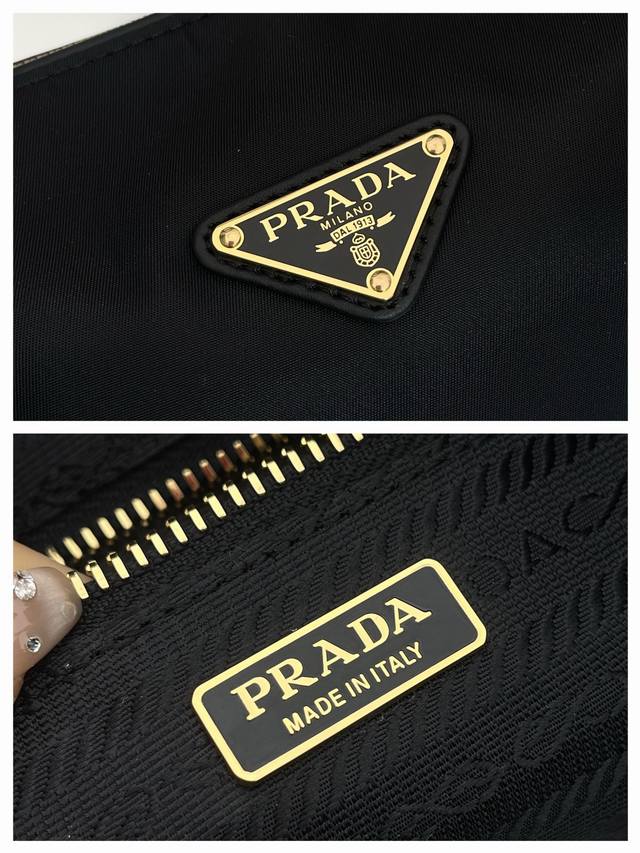 PRADA
MILANO
DAL 1913
PRADA
MADE IN ITALY